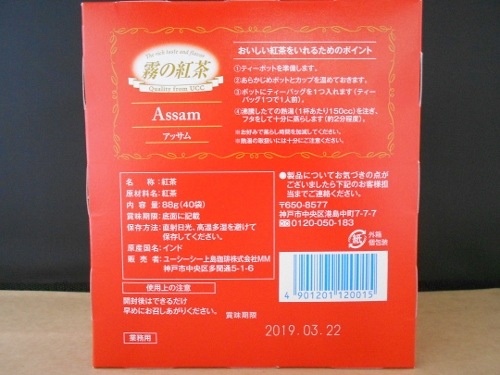 The rich taste and flavor
霧の紅茶
Quality from UCC
Assam
アッサム
おいしい紅茶をいれるためのポイント
①ティーポットを準備します。
②あらかじめポットとカップを温めておきます。
③ポットにティーバッグを1つ入れます(ティー
バッグ1つで1人前)。
④沸騰したての熱湯(1杯あたり150cc)を注ぎ、
フタをして十分に蒸らします(約2分程度)。
※お好みで蒸らし時間を加減してください。
※熱湯の取扱いには十分ご注意ください。
名 称:紅茶
原材料名:紅茶
内 容 量:88g(40袋)
賞味期限:底面に記載
保存方法:直射日光、高温多湿を避けて
保存してください。
原産国名:インド
販 売 者:ユーシーシー上島珈琲株式会社MM
神戸市中央区多聞通5-1-6
使用上の注意
開封後はできるだけ
早めにお召しあがりください。
業務用
賞味期限
2019.03.22
●製品についてお気づきの点が
ございましたら下記のお客様担
当までご連絡ください。
〒650-8577
神戸市中央区港島中町7-7-7
0120-050-183
紙
外箱
個包装
4 901201 120015